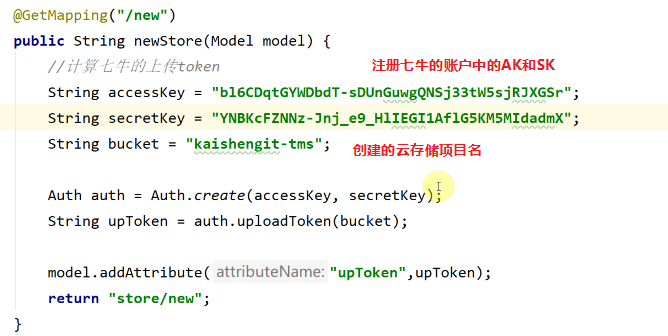 @GetMapping("/new")
public String newStore(Model model) {
//计算七牛的上传token
注册七牛的账户中的AK和SK
String accessKey = "bl6CDqtGYWDbdT-sDUnGuwgQNSj33tW5sjRJXGSr";
String secretKey = "YNBKcFZNNz-Jnj_e9_HlIEGI1AflG5KM5MIdadmX";
String bucket = "kaishengit-tms";
创建的云存储项目名
Auth auth = Auth.create(accessKey, secretKey);
String upToken = auth.uploadToken(bucket);
model.addAttribute( attributeName: "upToken",upToken);
return "store/new";
}